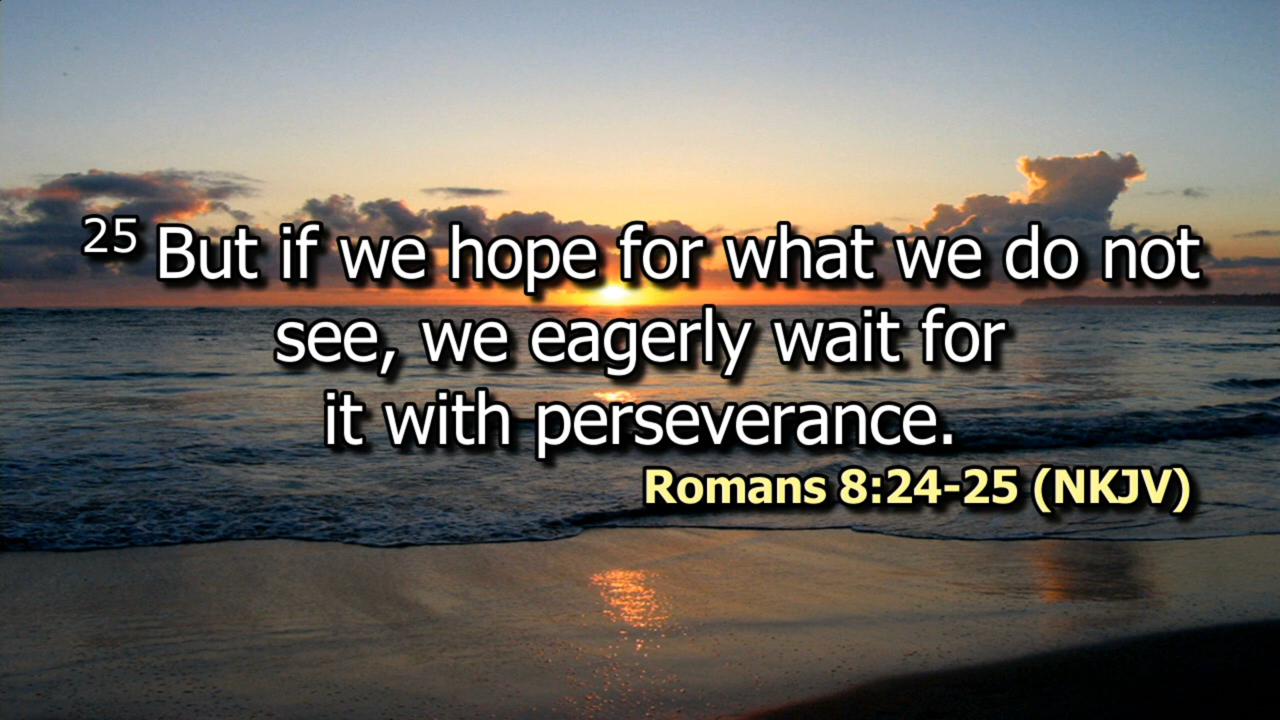 25 But if we hope for what we do not
see, we eagerly wait for
it with perseverance.
Romans 8:24-25 (NKJV)